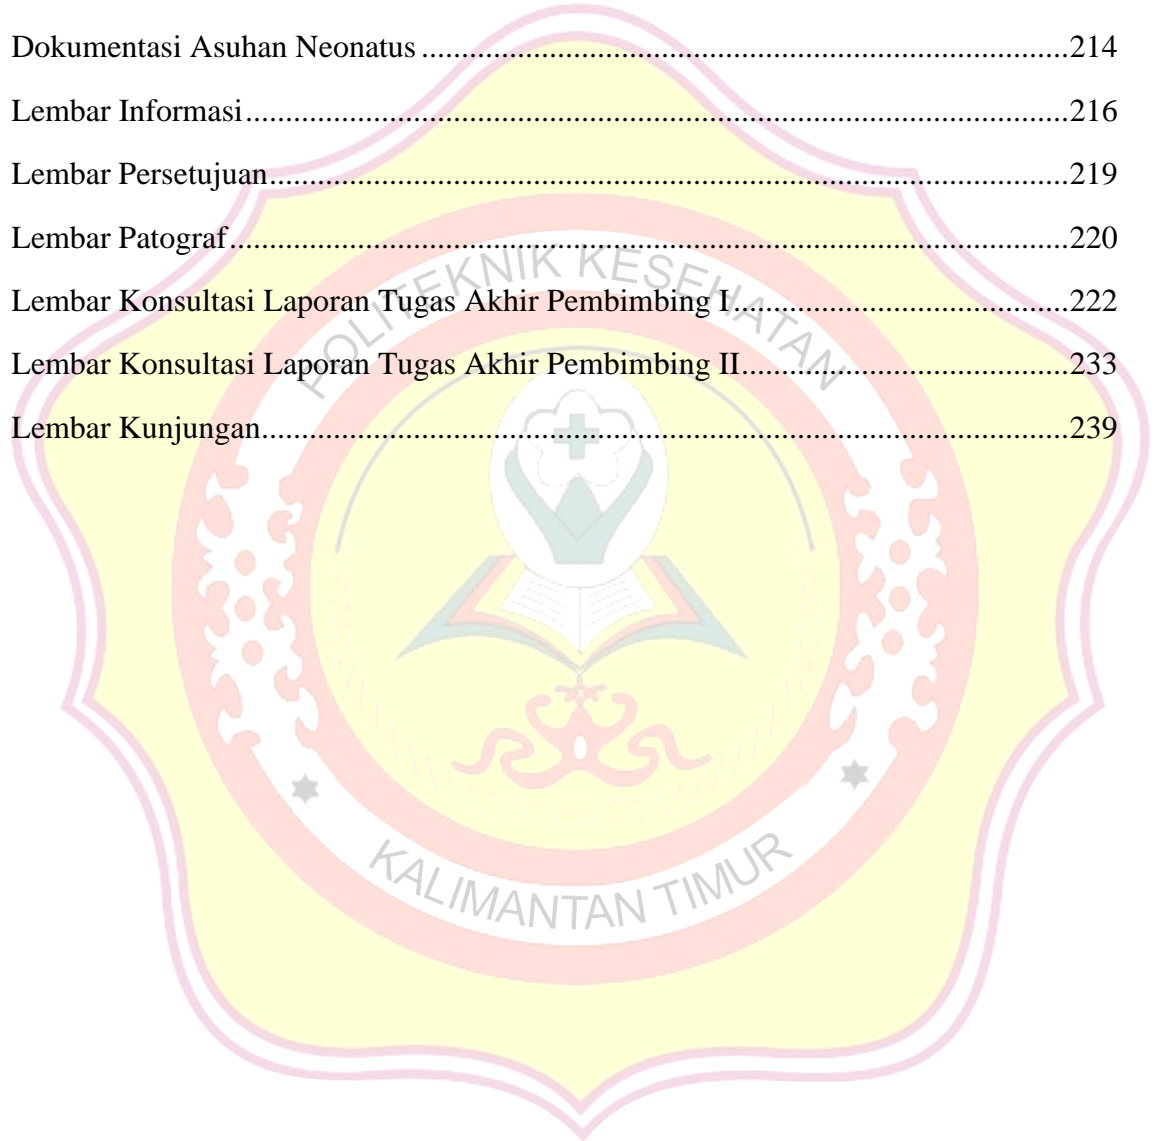 Dokumentasi Asuhan Neonatus ................................................................................214
Lembar Informasi......................................................................................................216
Lembar Persetujuan...................................................................................................219
Lembar Patograf........................................................................................................220
Lembar Konsultasi Laporan Tugas Akhir Pembimbing I..........................................222
Lembar Konsultasi Laporan Tugas Akhir Pembimbing II.........................................233
Lembar Kunjungan....................................................................................................239
POLITEKNIK KESEHATAN
KALIMANTAN TIMUR